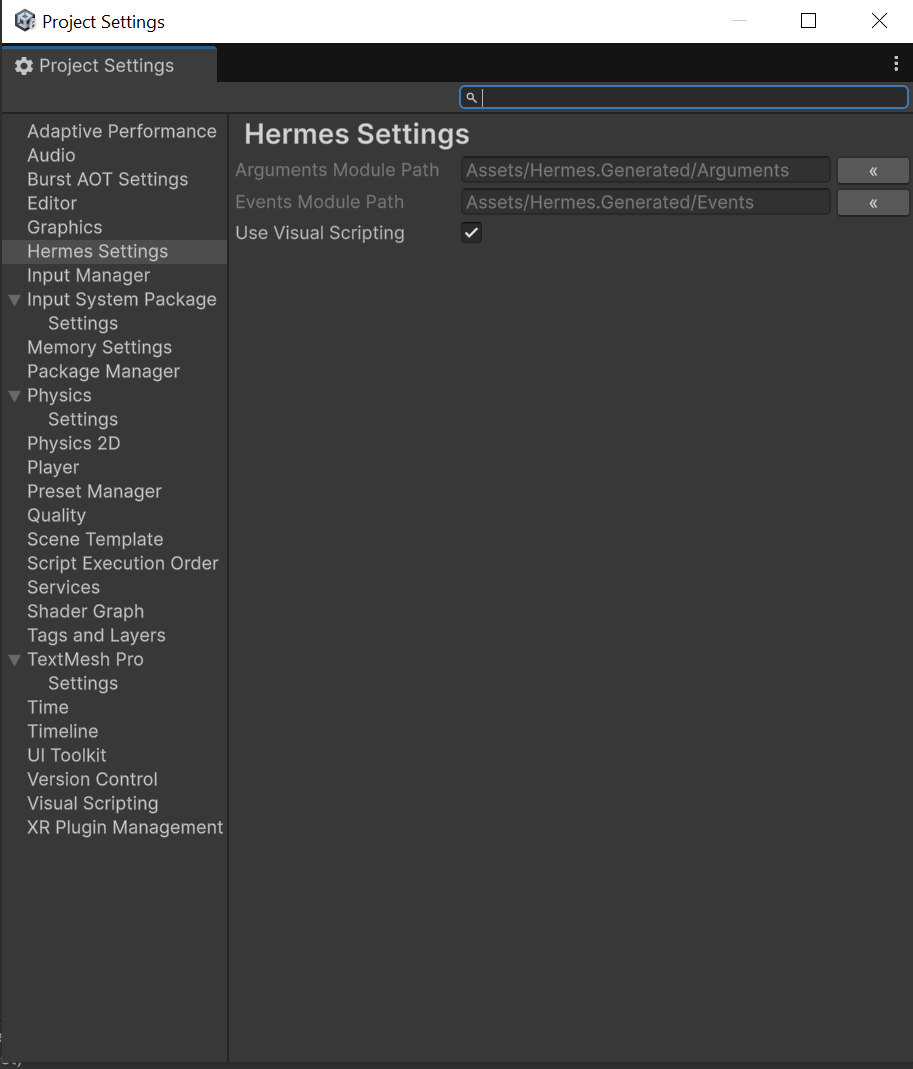 Project Settings
Project Settings
Adaptive Performance
Audio
Burst AOT Settings
Editor
Graphics
Hermes Settings
Input Manager
Input System Package
Settings
Memory Settings
Package Manager
Physics
Settings
Physics 2D
Player
Preset Manager
Quality
Scene Template
Script Execution Order
Services
Shader Graph
Tags and Layers
TextMesh Pro
Settings
Time
Timeline
UI Toolkit
Version Control
Visual Scripting
XR Plugin Management
Hermes Settings
Arguments Module Path Assets/Hermes.Generated/Arguments «
Events Module Path Assets/Hermes.Generated/Events «
Use Visual Scripting